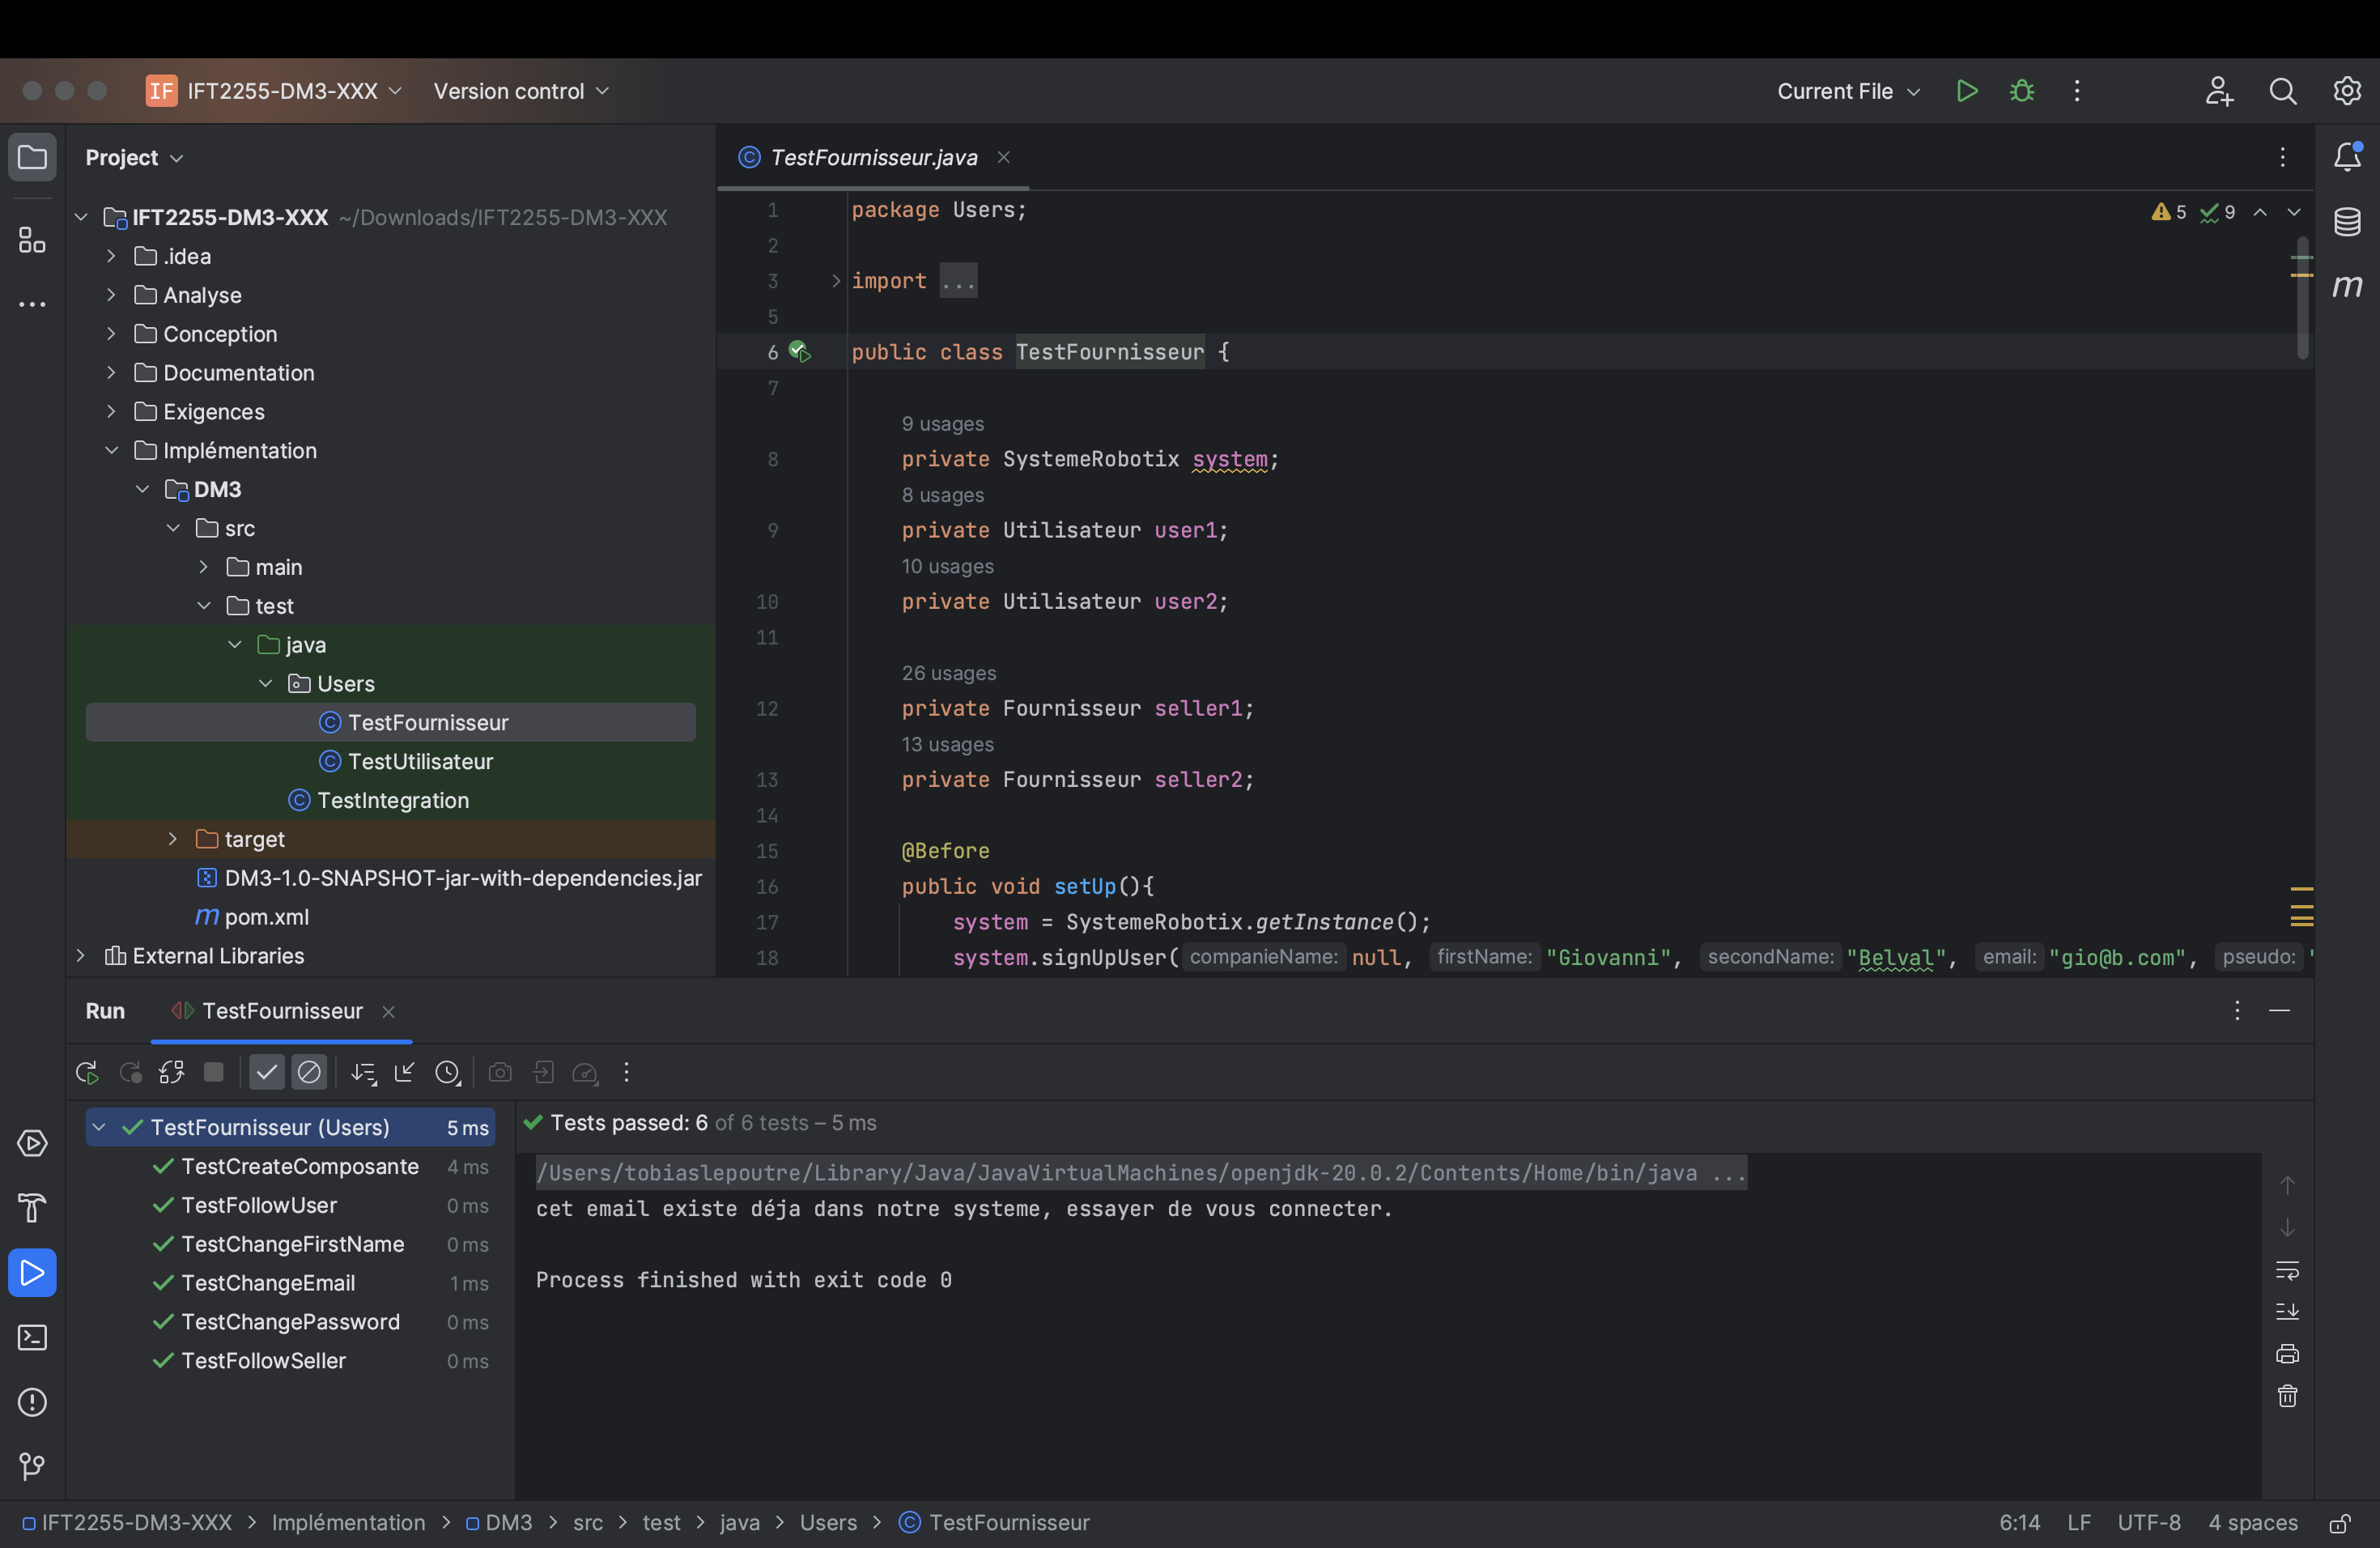 IF IFT2255-DM3-XXX Version control Current File
Project
IFT2255-DM3-XXX ~/Downloads/IFT2255-DM3-XXX
.idea
Analyse
Conception
Documentation
Exigences
Implémentation
DM3
src
main
test
java
Users
TestFournisseur
TestUtilisateur
TestIntegration
target
DM3-1.0-SNAPSHOT-jar-with-dependencies.jar
m pom.xml
External Libraries
TestFournisseur.java
5 9
1 package Users;
2
3 import ...
5
6 public class TestFournisseur {
7
9 usages
8 private SystemeRobotix system;
8 usages
9 private Utilisateur user1;
10 usages
10 private Utilisateur user2;
11
26 usages
12 private Fournisseur seller1;
13 usages
13 private Fournisseur seller2;
14
15 @Before
16 public void setUp(){
17 system = SystemeRobotix.getInstance();
18 system.signUpUser( companieName: null, firstName: "Giovanni", secondName: "Belval", email: "gio@b.com", pseudo: "
m
Run TestFournisseur
TestFournisseur (Users) 5 ms
TestCreateComposante 4 ms
TestFollowUser 0 ms
TestChangeFirstName 0 ms
TestChangeEmail 1 ms
TestChangePassword 0 ms
TestFollowSeller 0 ms
Tests passed: 6 of 6 tests – 5 ms
/Users/tobiaslepoutre/Library/Java/JavaVirtualMachines/openjdk-20.0.2/Contents/Home/bin/java ...
cet email existe déja dans notre systeme, essayer de vous connecter.
Process finished with exit code 0
IFT2255-DM3-XXX > Implémentation > DM3 > src > test > java > Users > TestFournisseur
6:14 LF UTF-8 4 spaces